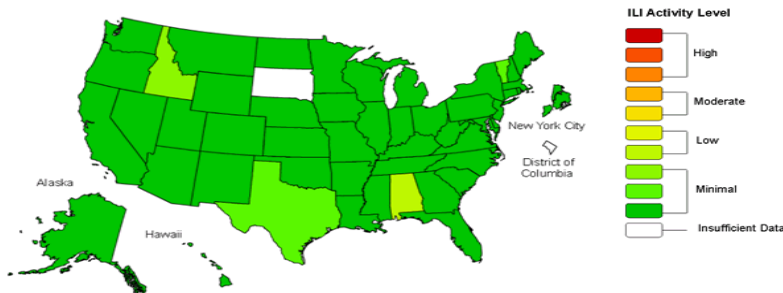 ILI Activity Level
High
Moderate
Low
Minimal
Insufficient Data
New York City
District of
Columbia
Alaska
Hawaii